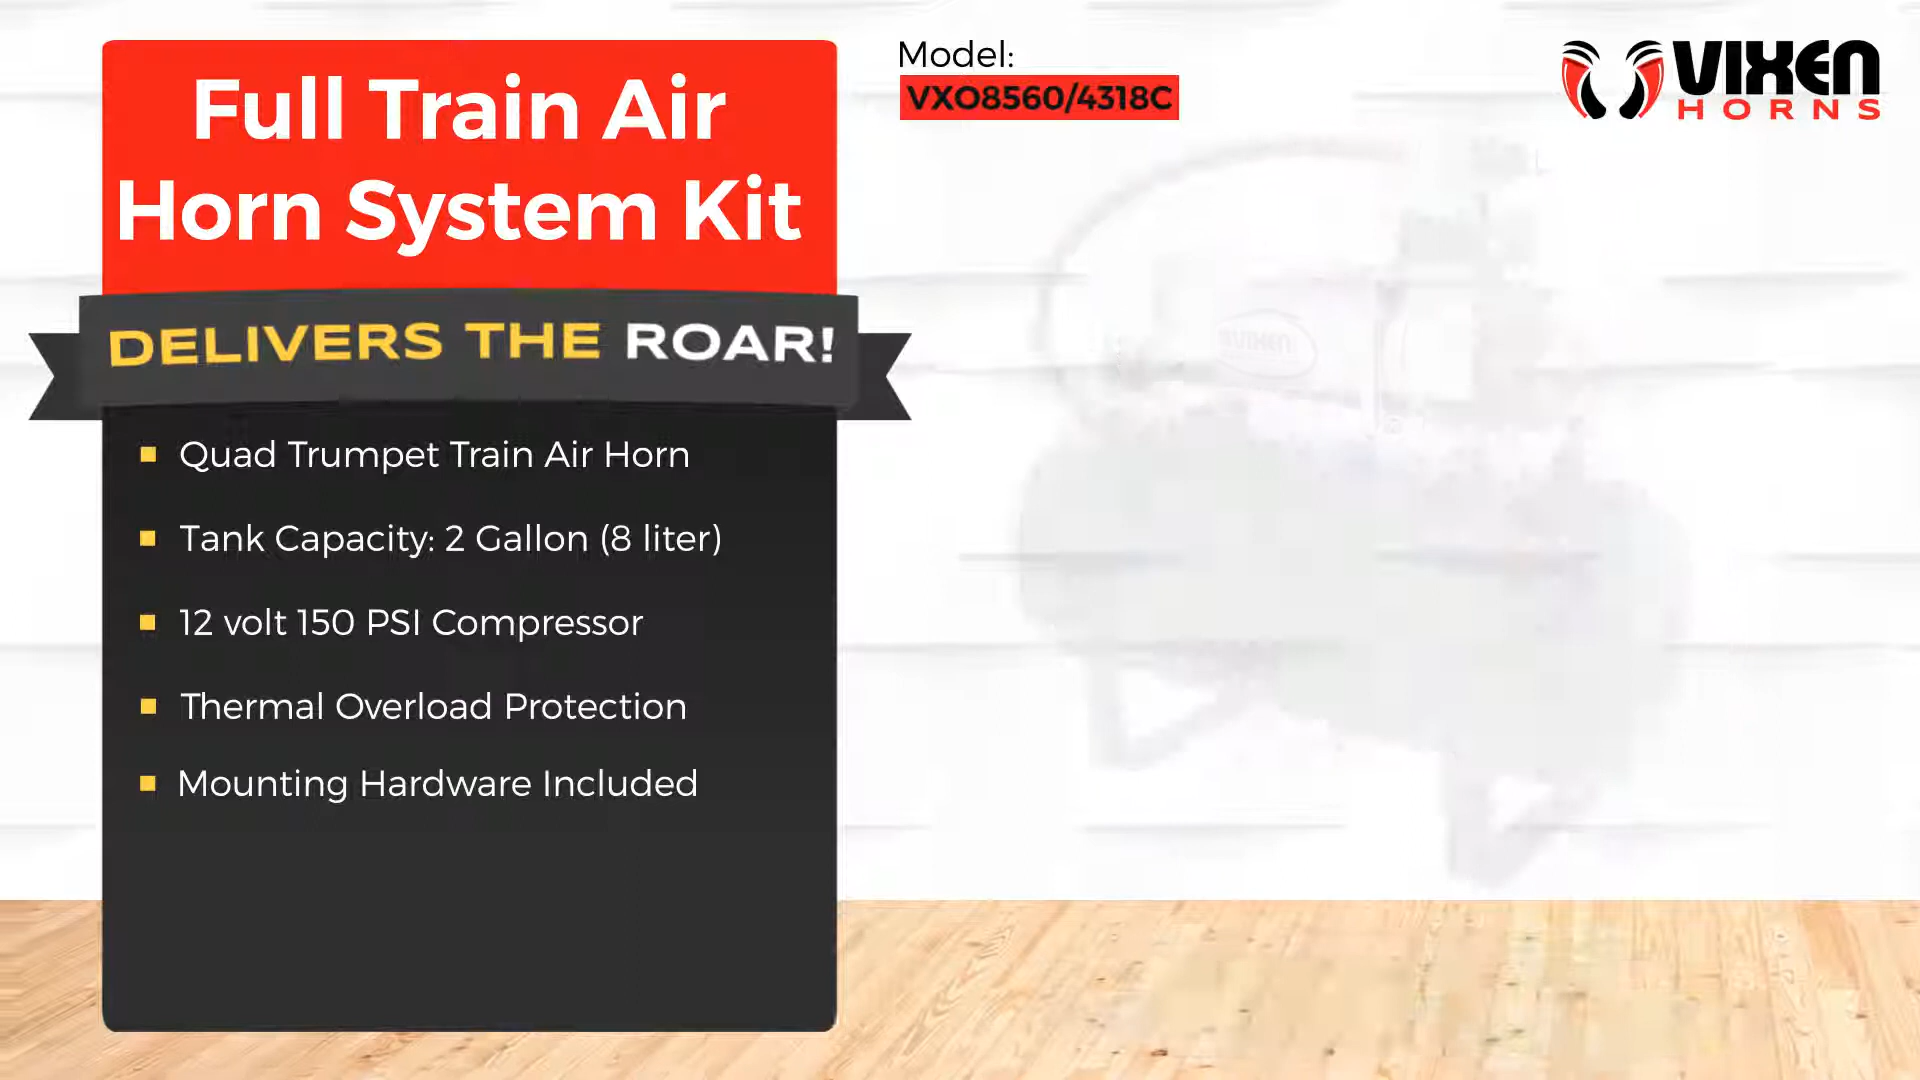 Full Train Air
Horn System Kit
DELIVERS THE ROAR!
Quad Trumpet Train Air Horn
Tank Capacity: 2 Gallon (8 liter)
12 volt 150 PSI Compressor
Thermal Overload Protection
Mounting Hardware Included
Model:
VXO8560/4318C
VIXEN
HORNS
VIXEN